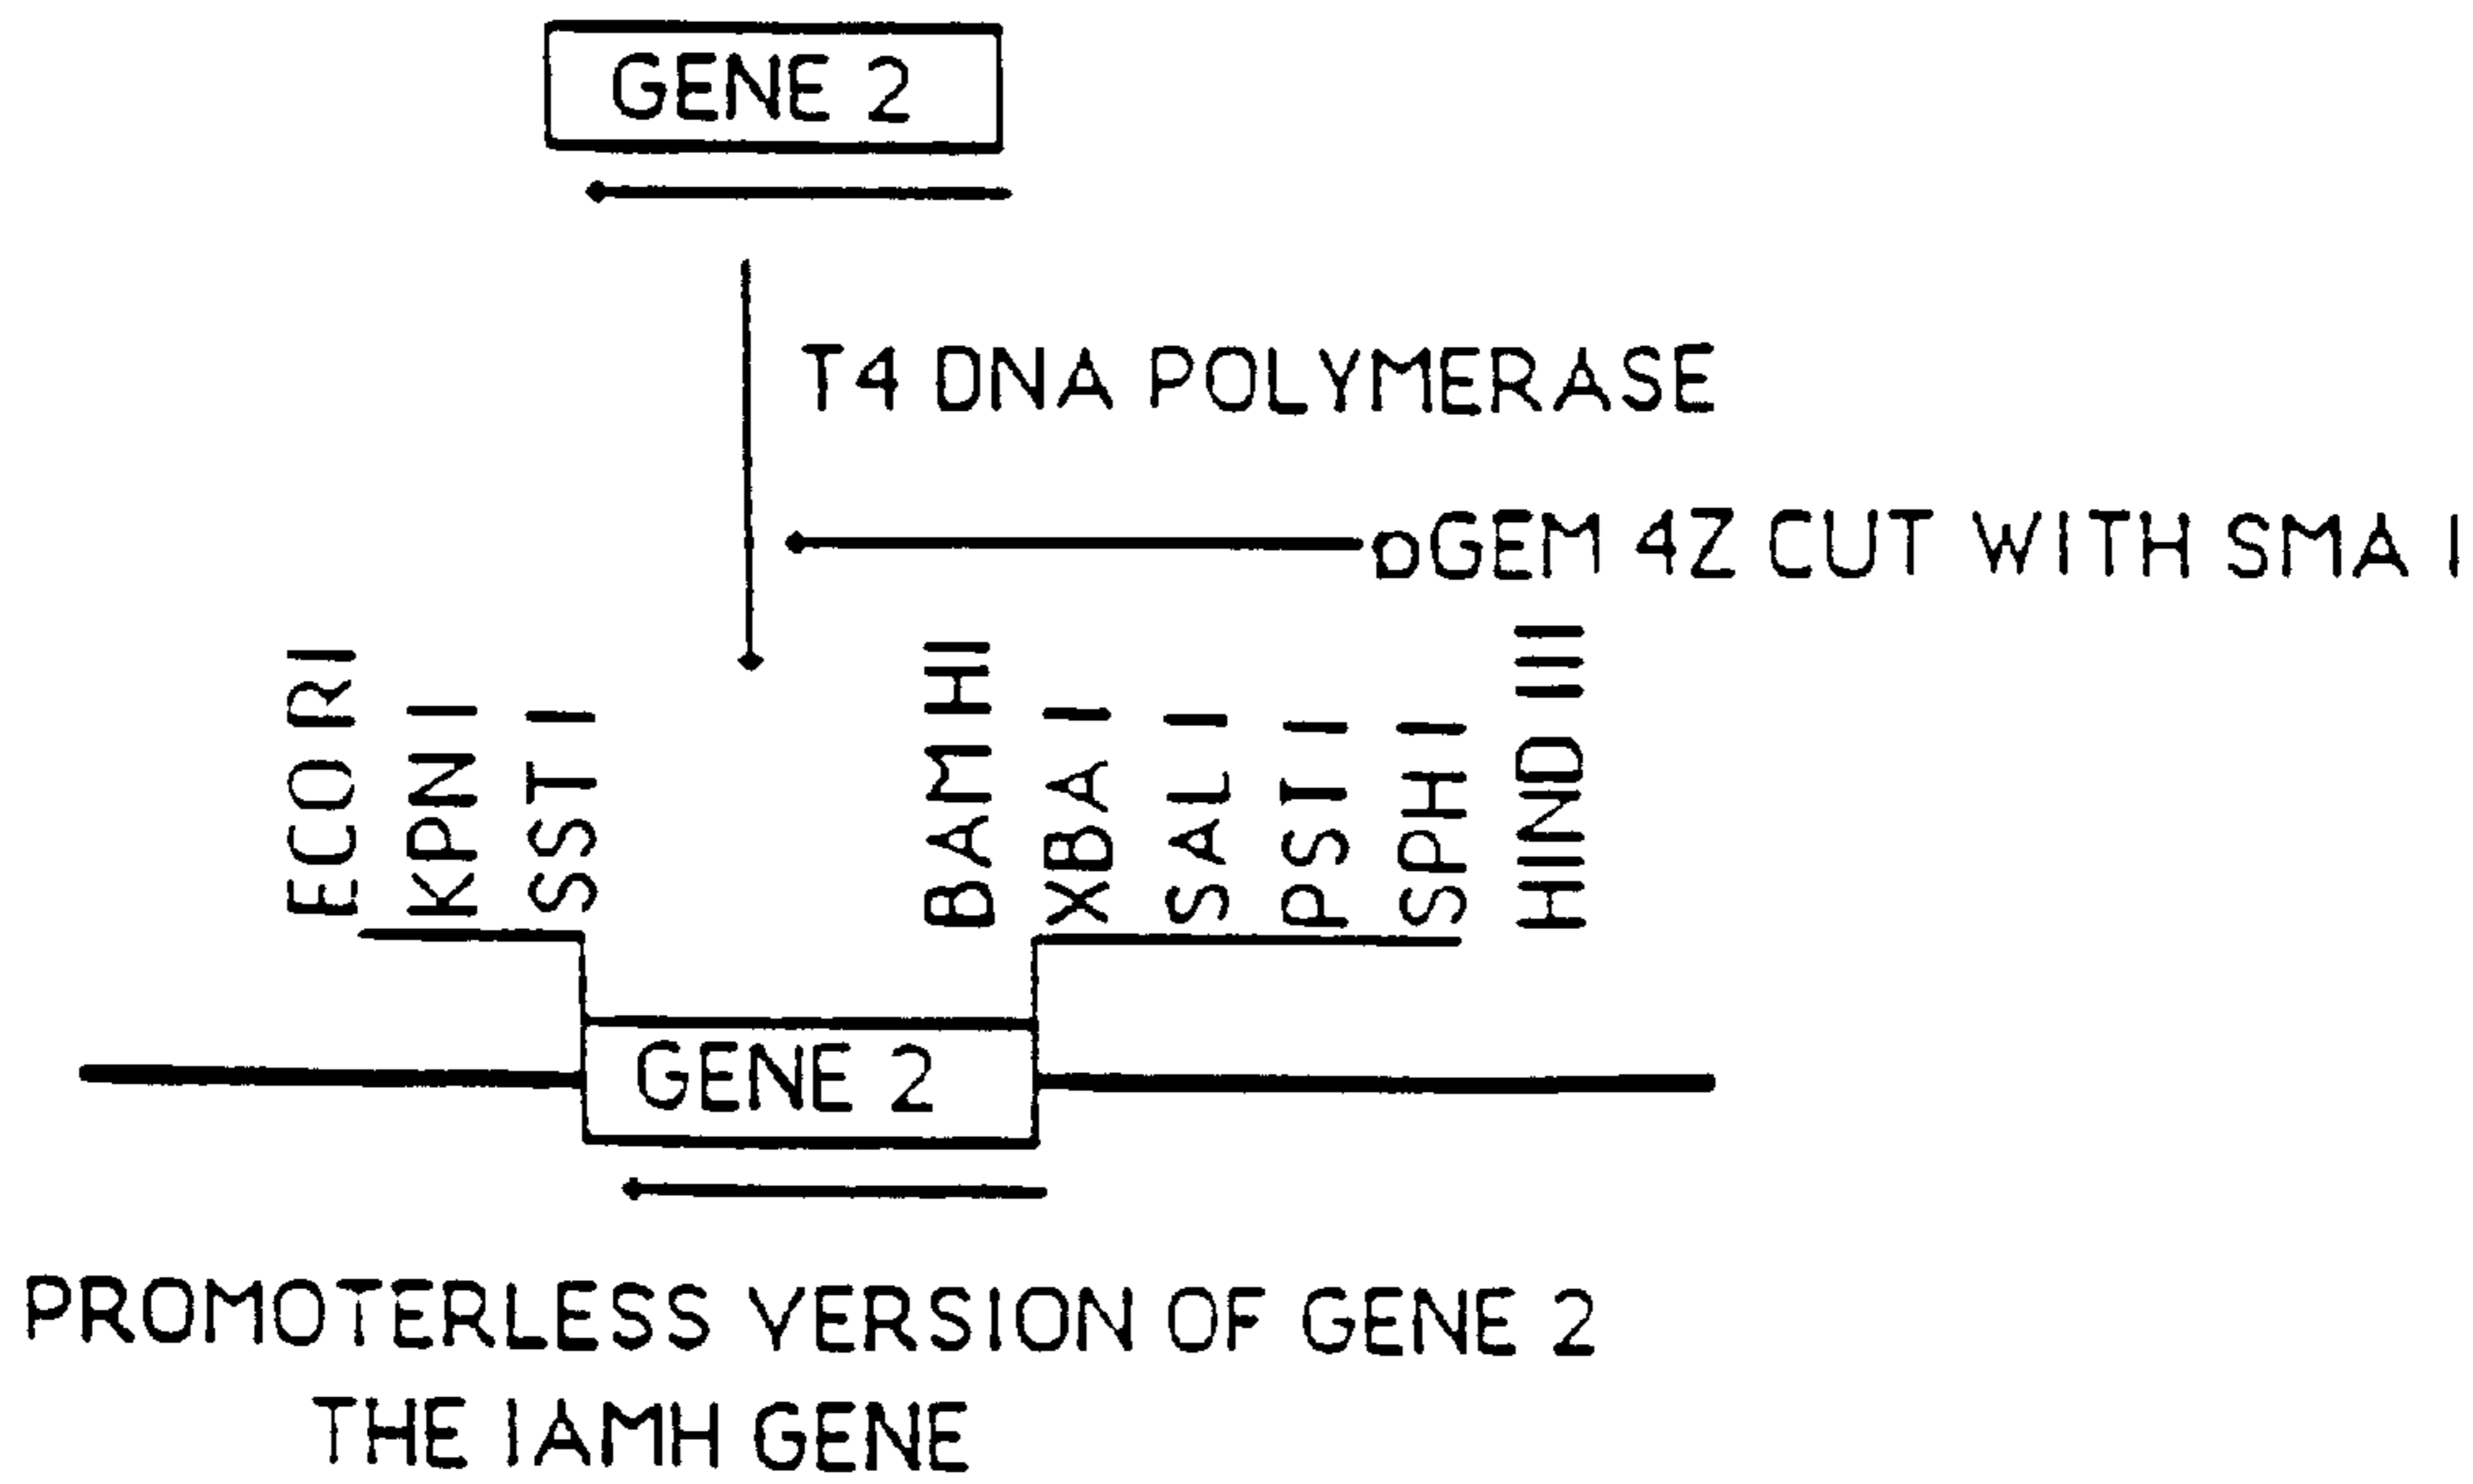 GENE 2
T4 DNA POLYMERASE
pGEM 4Z CUT WITH SMA I
ECO RI
KPN I
SST I
BAM HI
XBA I
SAL I
PST I
SPH I
HIND III
GENE 2
PROMOTERLESS VERSION OF GENE 2
THE IAMH GENE